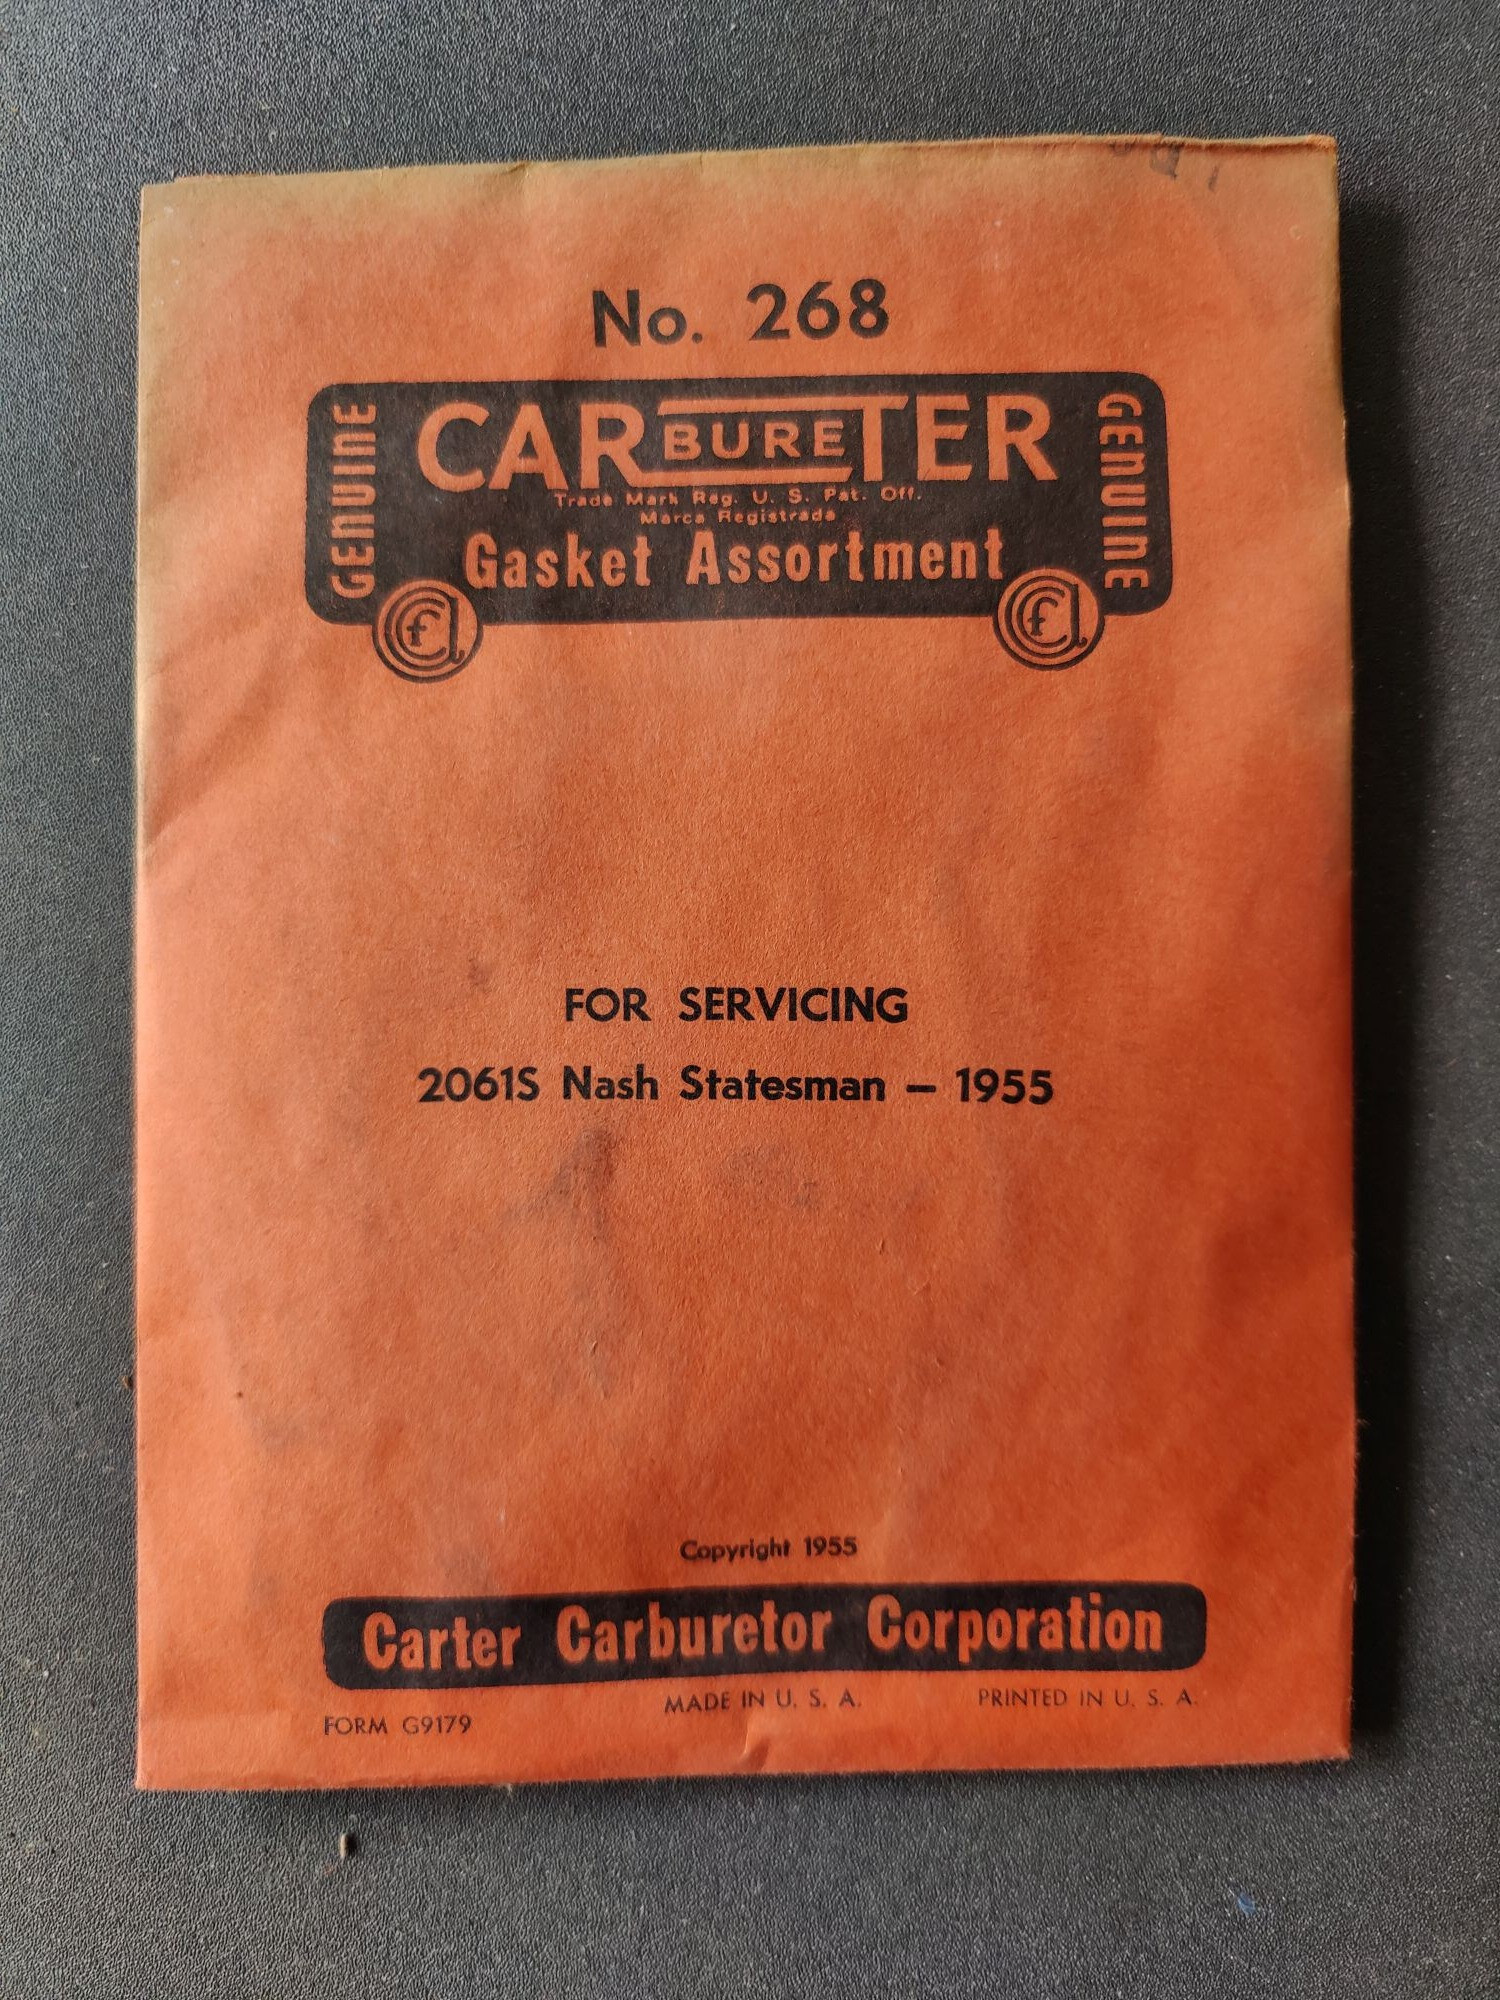 No. 268
GENUINE
CARBURETER
GENUINE
Trade Mark Reg. U. S. Pat. Off.
Marca Registrada
Gasket Assortment
FOR SERVICING
2061S Nash Statesman – 1955
Copyright 1955
Carter Carburetor Corporation
MADE IN U. S. A.
PRINTED IN U. S. A.
FORM G9179